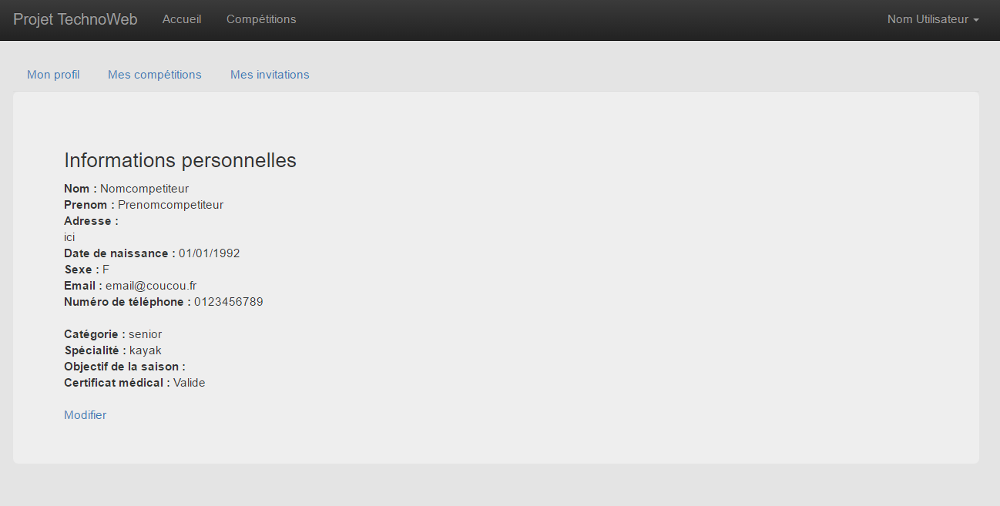 Projet TechnoWeb Accueil Compétitions Nom Utilisateur
Mon profil Mes compétitions Mes invitations
Informations personnelles
Nom : Nomcompetiteur
Prenom : Prenomcompetiteur
Adresse :
ici
Date de naissance : 01/01/1992
Sexe : F
Email : email@coucou.fr
Numéro de téléphone : 0123456789
Catégorie : senior
Spécialité : kayak
Objectif de la saison :
Certificat médical : Valide
Modifier